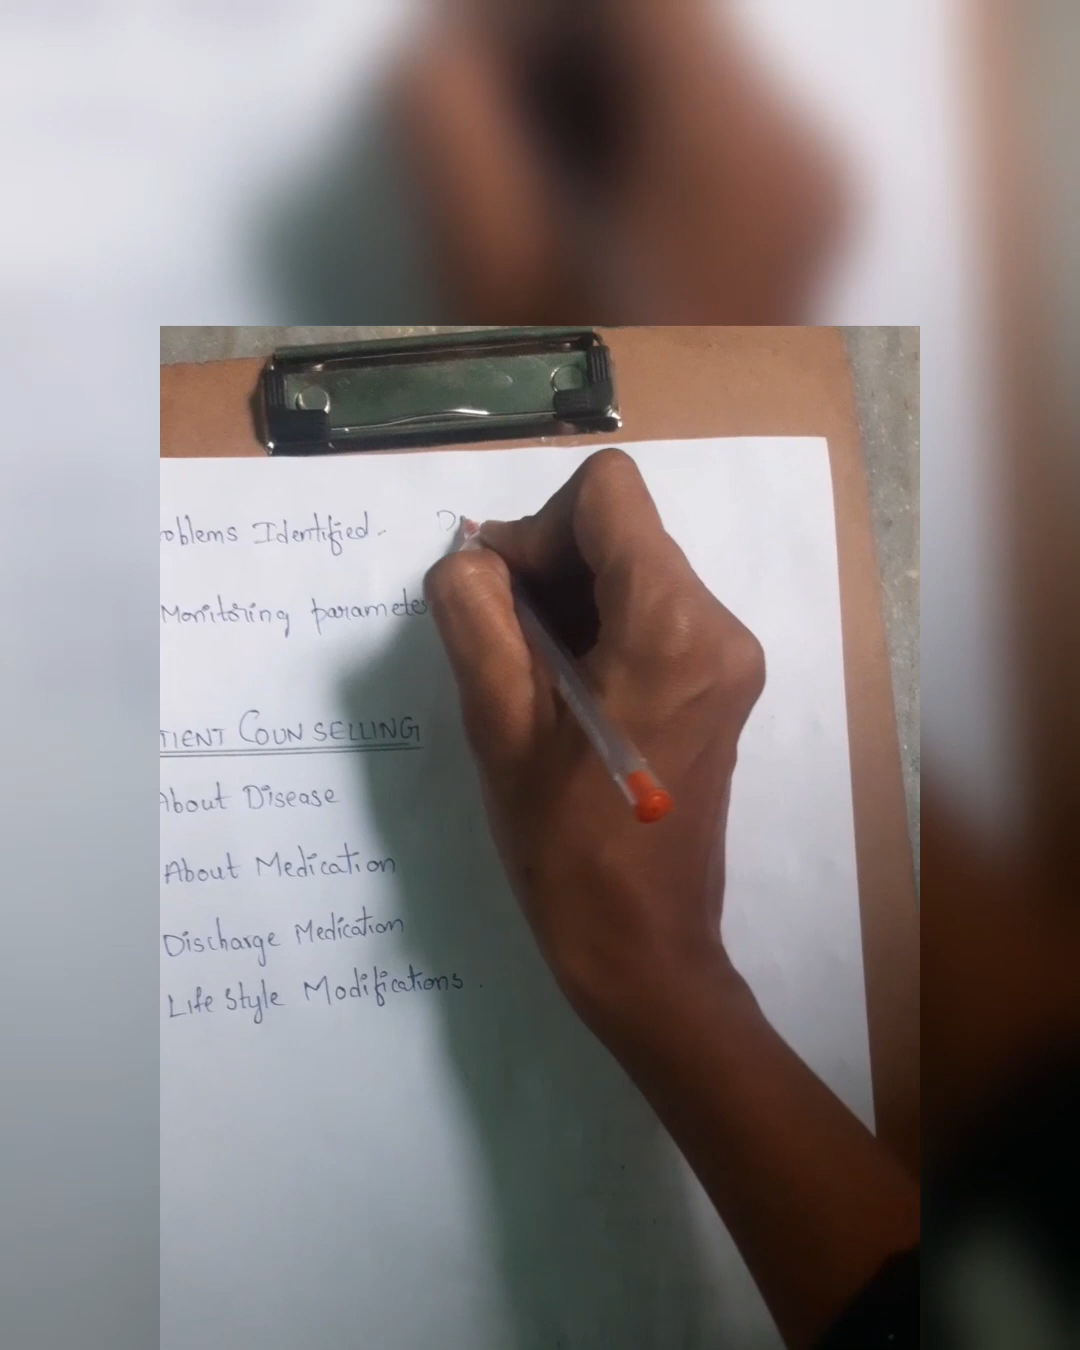 oblems Identified. D
Monitoring paramete
TIENT COUNSELLING
About Disease
About Medication
Discharge Medication
Life Style Modifications.